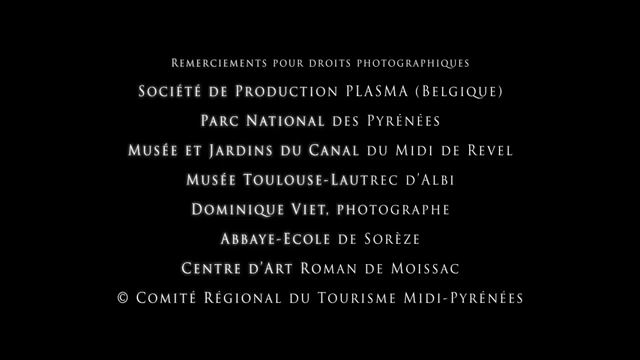 Remerciements pour droits photographiques
Société de Production PLASMA (Belgique)
Parc National des Pyrénées
Musée et Jardins du Canal du Midi de Revel
Musée Toulouse-Lautrec d'Albi
Dominique Viet, photographe
Abbaye-Ecole de Sorèze
Centre d'Art Roman de Moissac
© Comité Régional du Tourisme Midi-Pyrénées